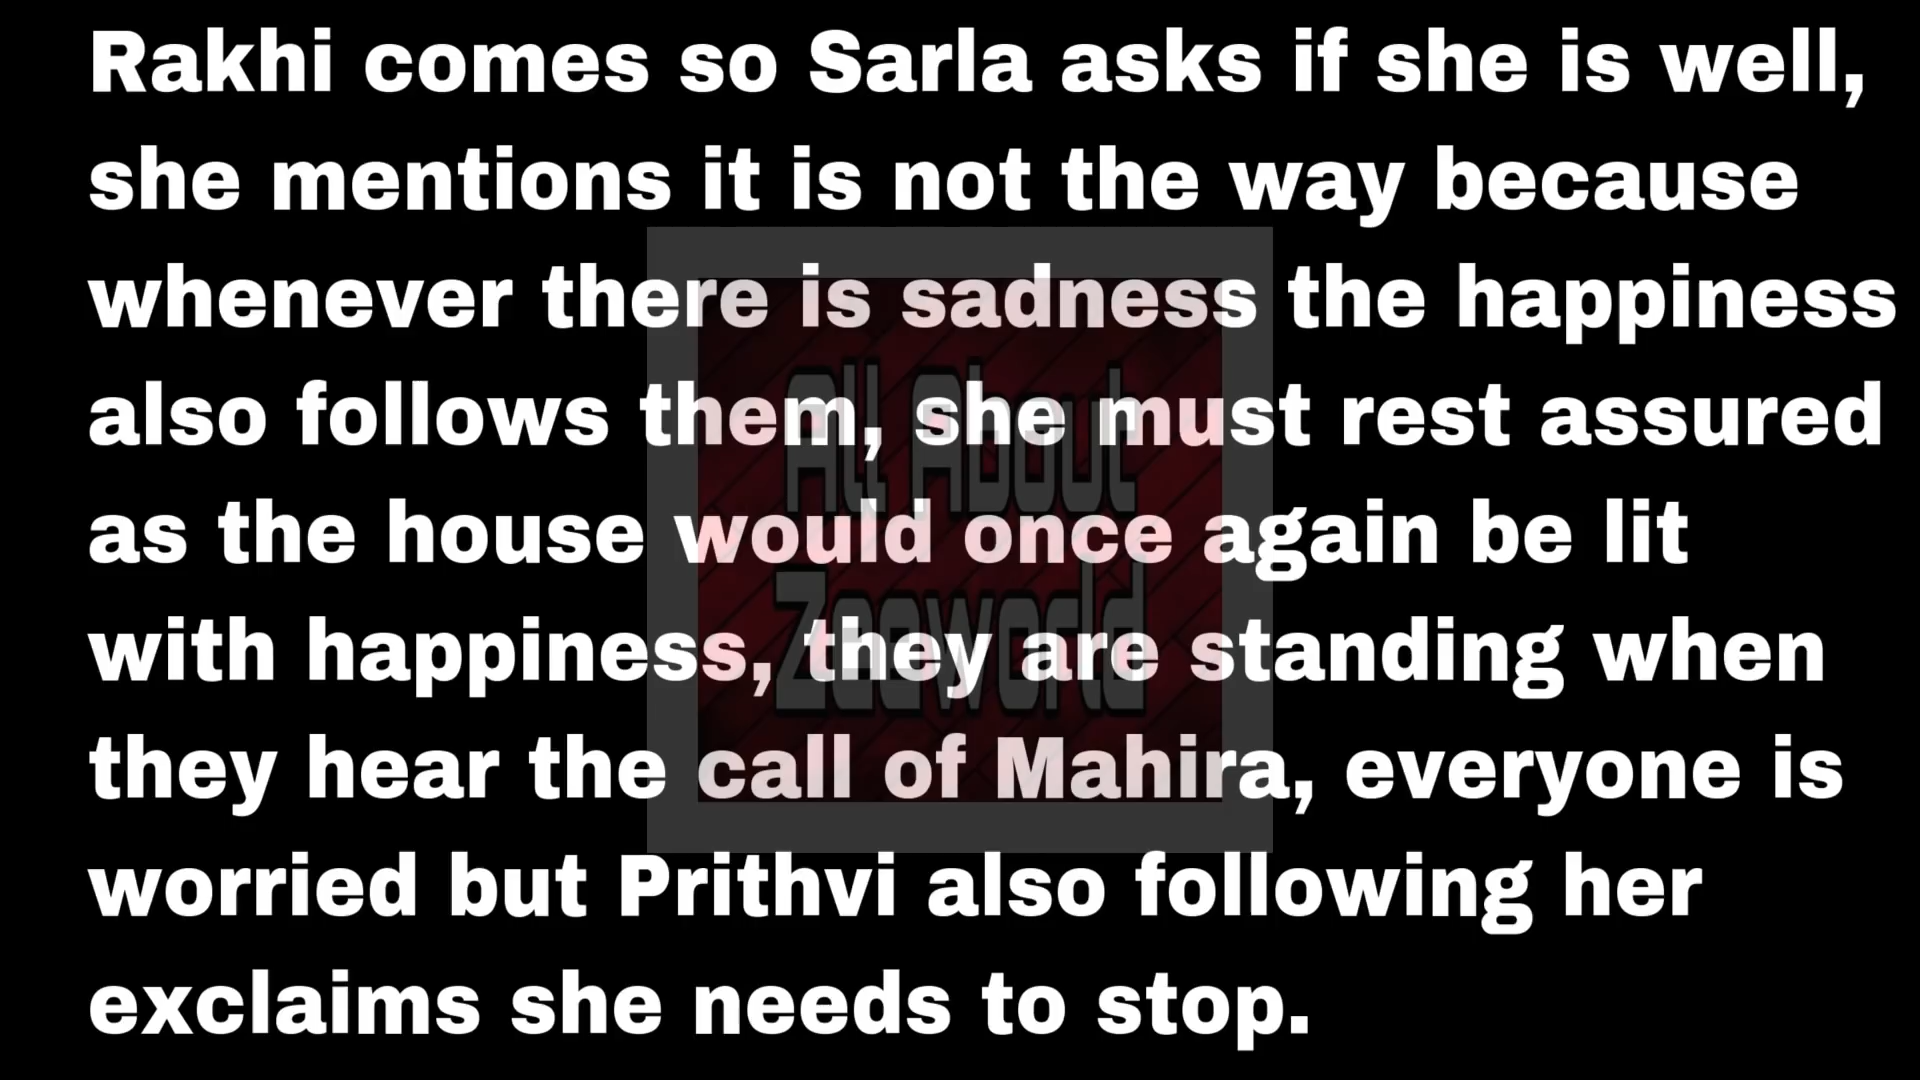 Rakhi comes so Sarla asks if she is well,
she mentions it is not the way because
whenever there is sadness the happiness
also follows them, she must rest assured
as the house would once again be lit
with happiness, they are standing when
they hear the call of Mahira, everyone is
worried but Prithvi also following her
exclaims she needs to stop.
All About
Zeeworld